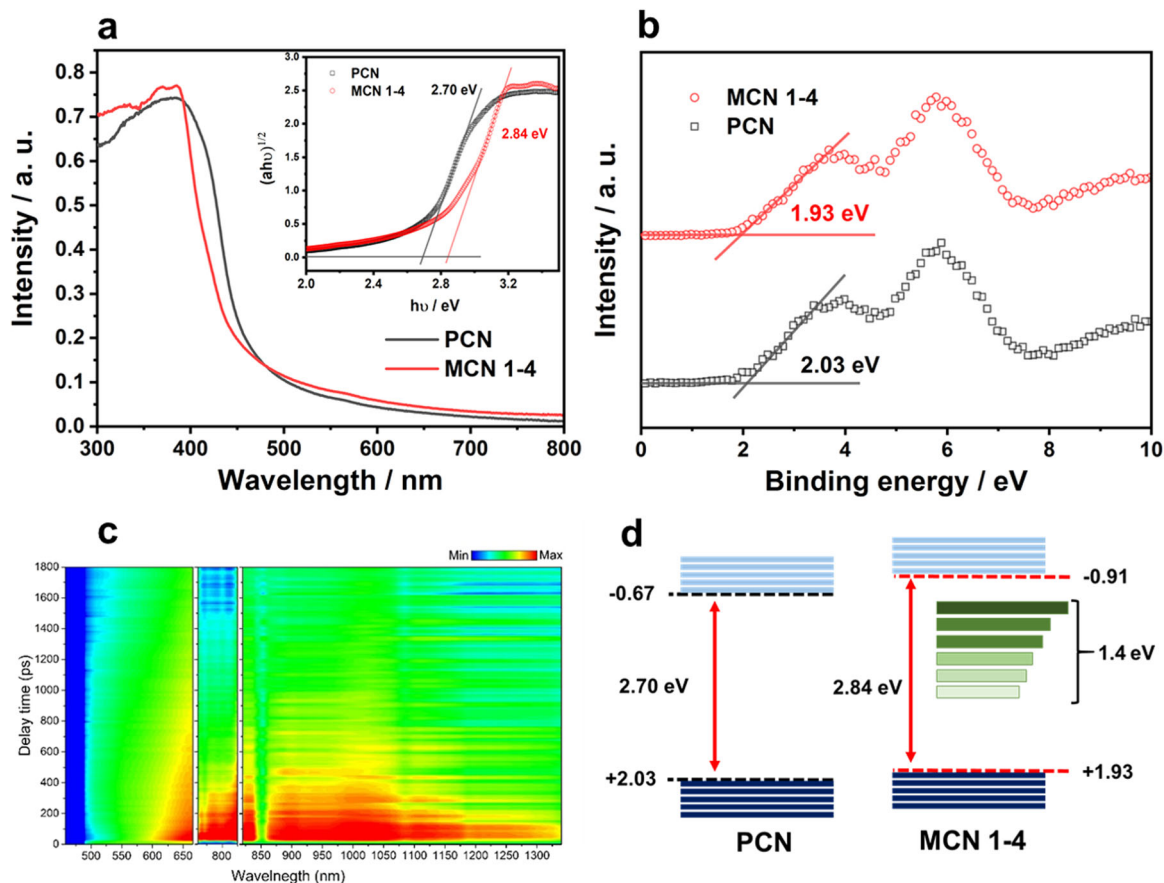 a
Intensity / a. u.
0.8
0.7
0.6
0.5
0.4
0.3
0.2
0.1
0.0
300 400 500 600 700 800
Wavelength / nm
PCN
MCN 1-4
PCN
MCN 1-4
2.70 eV
2.84 eV
(ahυ)1/2
3.0
2.5
2.0
1.5
1.0
0.5
0.0
2.0 2.4 2.8 3.2
hυ / eV
b
Intensity / a. u.
MCN 1-4
PCN
1.93 eV
2.03 eV
0 2 4 6 8 10
Binding energy / eV
c
Min Max
Delay time (ps)
1800
1600
1400
1200
1000
800
600
400
200
0
500 550 600 650 800 850 900 950 1000 1050 1100 1150 1200 1250 1300
Wavelnegth (nm)
d
-0.67
2.70 eV
+2.03
PCN
-0.91
1.4 eV
2.84 eV
+1.93
MCN 1-4